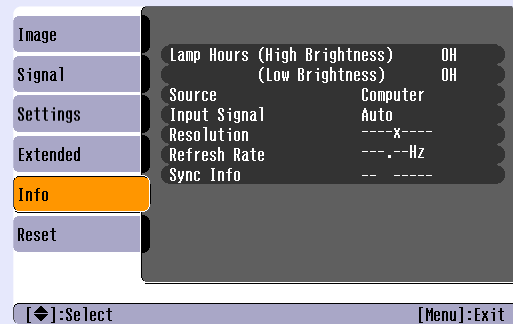 Image
Signal
Settings
Extended
Info
Reset
Lamp Hours (High Brightness) 0H
(Low Brightness) 0H
Source Computer
Input Signal Auto
Resolution ----x----
Refresh Rate ---.--Hz
Sync Info -- -----
[◆]:Select [Menu]:Exit